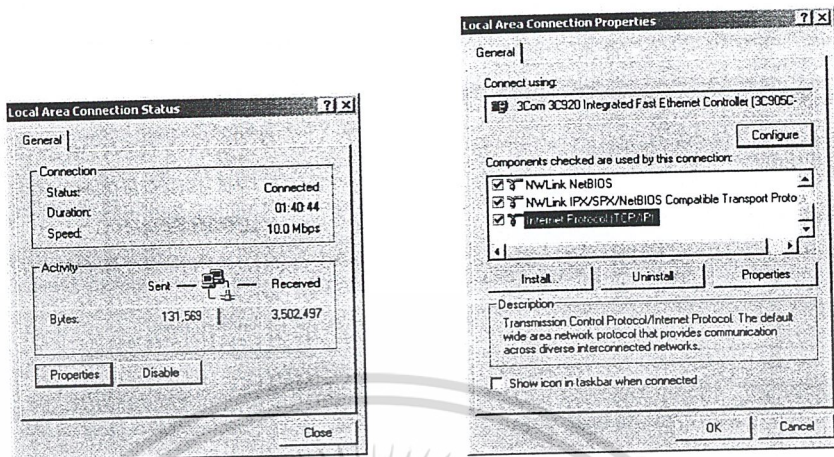 Local Area Connection Status
General
Connection
Status: Connected
Duration: 01:40:44
Speed: 10.0 Mbps
Activity
Sent Received
Bytes: 131,569 3,502,497
Properties Disable
Close
Local Area Connection Properties
General
Connect using:
3Com 3C920 Integrated Fast Ethernet Controller (3C905C-
Configure
Components checked are used by this connection:
NWLink NetBIOS
NWLink IPX/SPX/NetBIOS Compatible Transport Proto
Internet Protocol (TCP/IP)
Install... Uninstall Properties
Description
Transmission Control Protocol/Internet Protocol. The default
wide area network protocol that provides communication
across diverse interconnected networks.
Show icon in taskbar when connected
OK Cancel